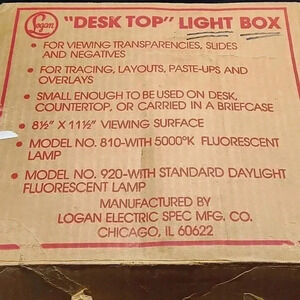 Logan "DESK TOP" LIGHT BOX
• FOR VIEWING TRANSPARENCIES, SLIDES
AND NEGATIVES
• FOR TRACING, LAYOUTS, PASTE-UPS AND
OVERLAYS
• SMALL ENOUGH TO BE USED ON DESK,
COUNTERTOP, OR CARRIED IN A BRIEFCASE
• 8½" X 11½" VIEWING SURFACE
• MODEL NO. 810-WITH 5000°K FLUORESCENT
LAMP
• MODEL NO. 920-WITH STANDARD DAYLIGHT
FLUORESCENT LAMP
MANUFACTURED BY
LOGAN ELECTRIC SPEC MFG. CO.
CHICAGO, IL 60622